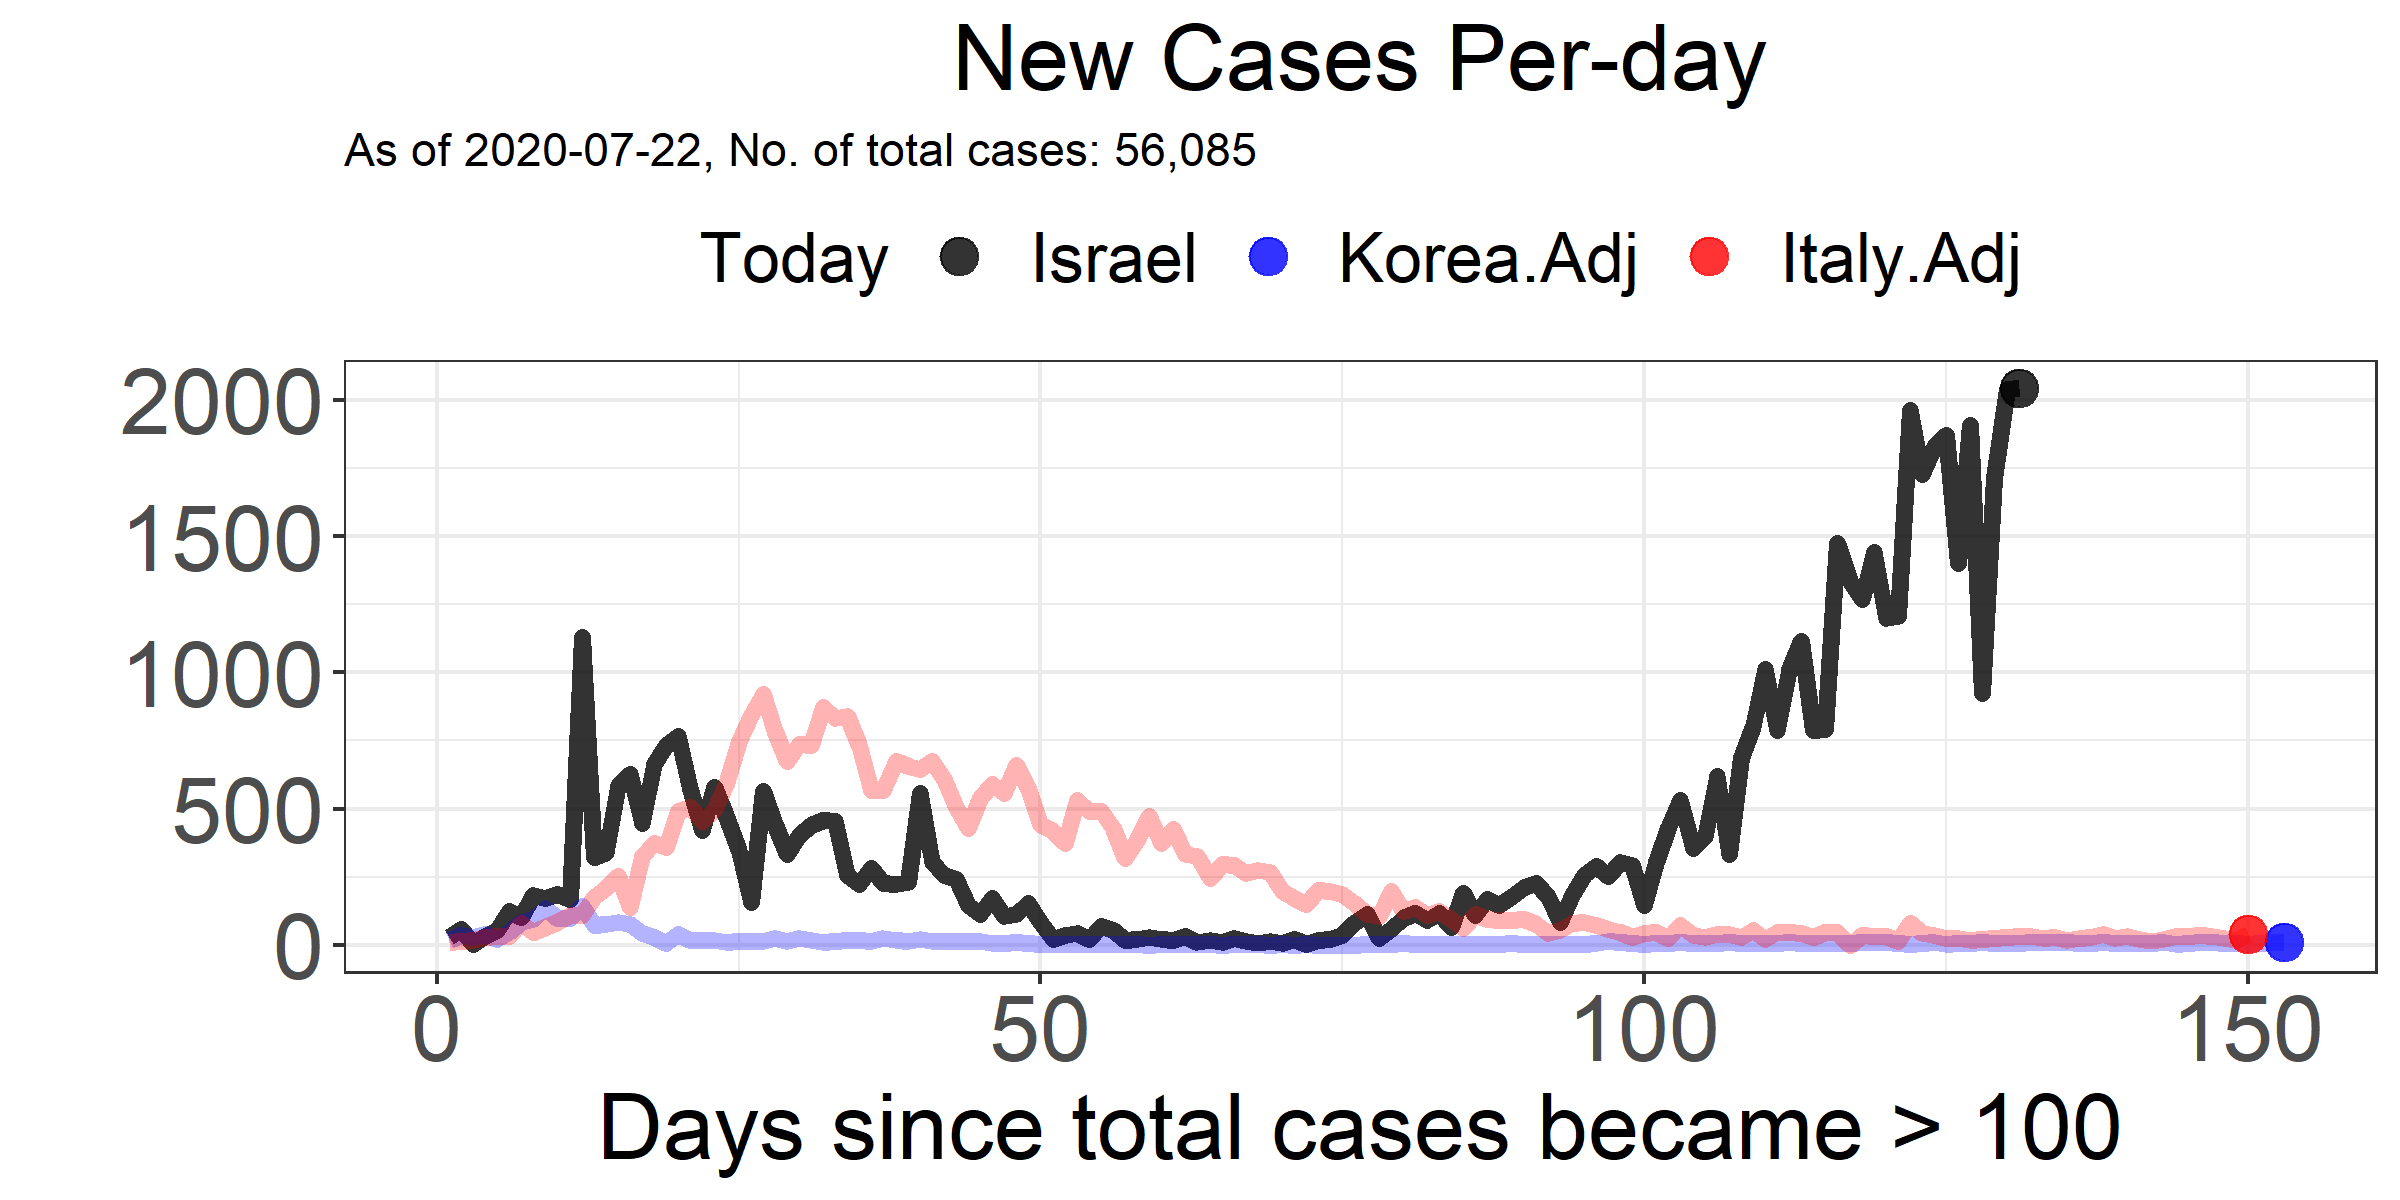 New Cases Per-day
As of 2020-07-22, No. of total cases: 56,085
Today Israel Korea.Adj Italy.Adj
2000
1500
1000
500
0
0 50 100 150
Days since total cases became > 100